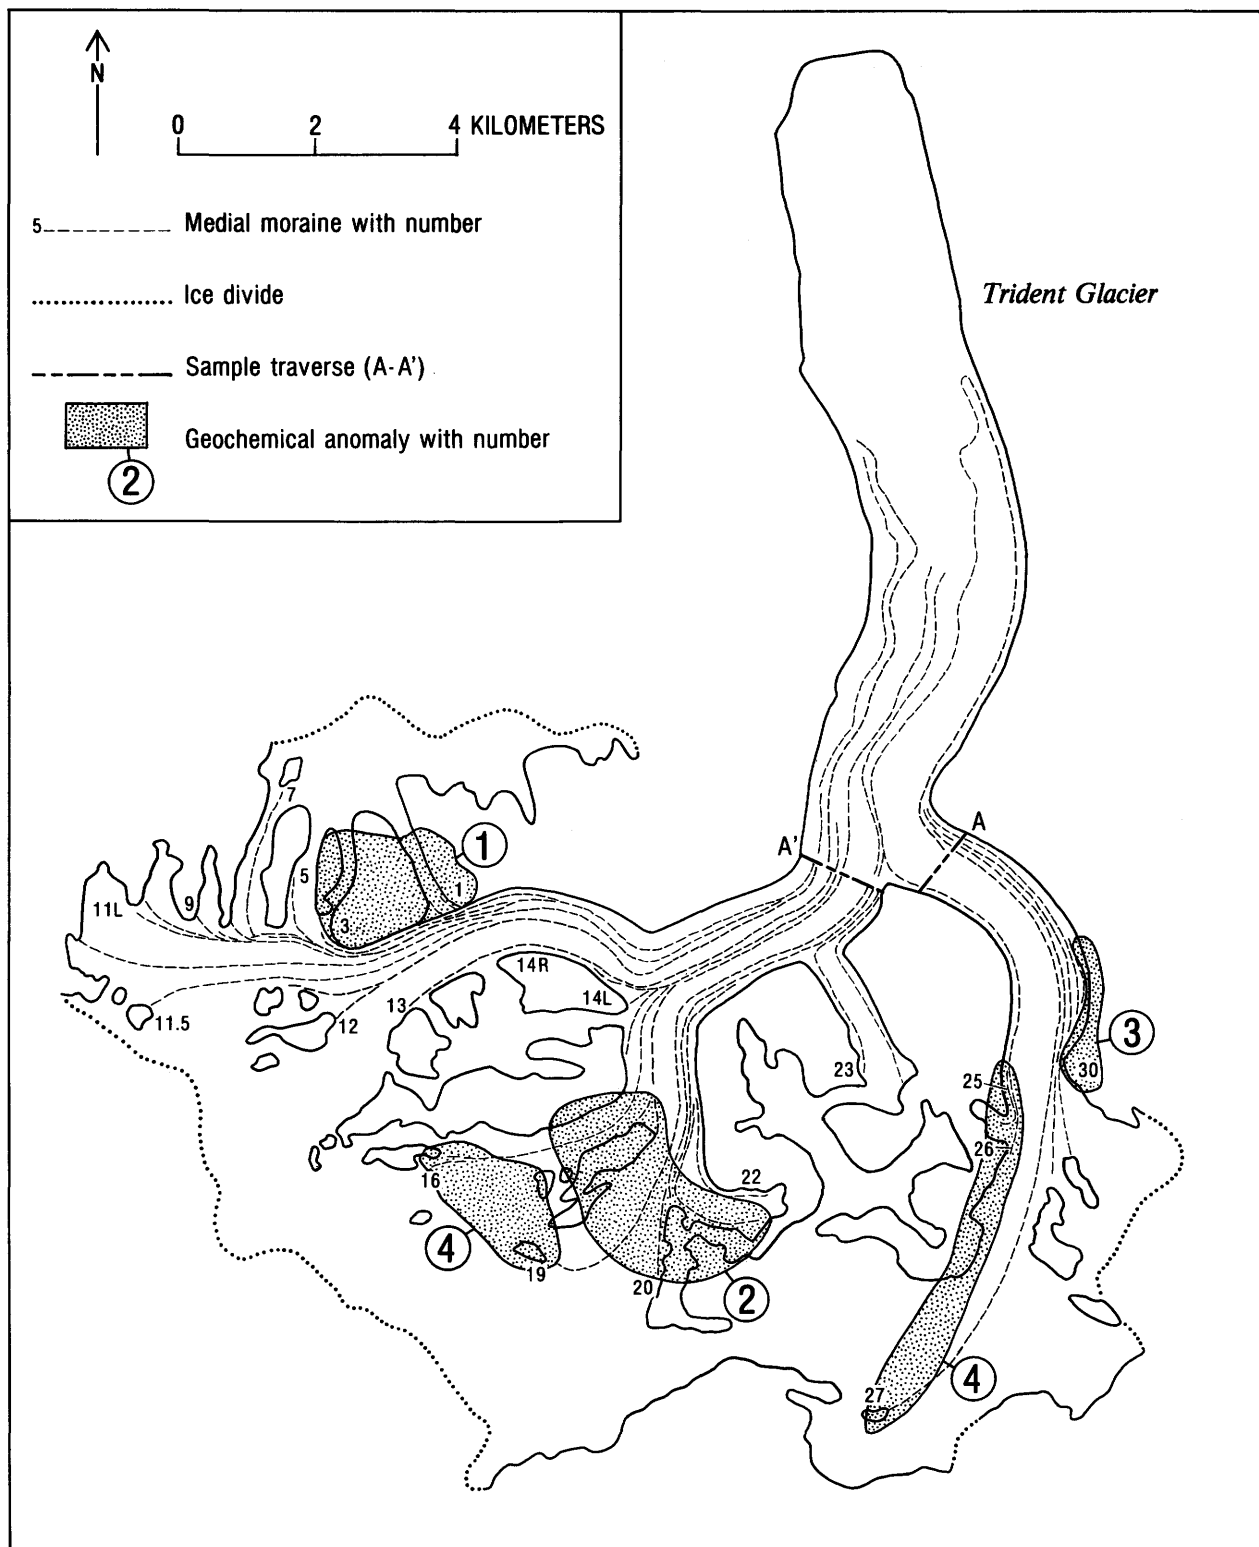 N
0 2 4 KILOMETERS
5 Medial moraine with number
Ice divide
Sample traverse (A-A')
Geochemical anomaly with number
2
Trident Glacier
A
A'
7
1
5
1
11L
9
3
14R
14L
13
12
11.5
3
23
30
25
26
16
22
4
19
20
2
27
4